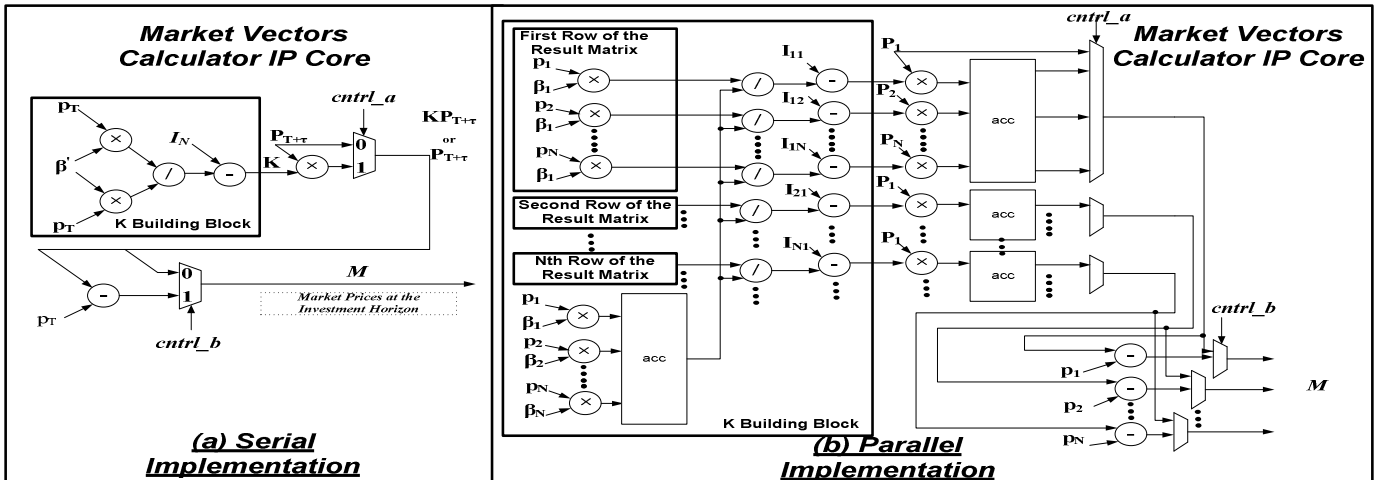 Market Vectors
Calculator IP Core
cntrl_a
pT
×
β'
×
pT
/
IN
-
K
PT+τ
×
0
1
KPT+τ
or
PT+τ
K Building Block
0
1
M
Market Prices at the
Investment Horizon
-
pT
cntrl_b
(a) Serial
Implementation
First Row of the
Result Matrix
p1
×
β1
p2
×
β1
pN
×
β1
Second Row of the
Result Matrix
Nth Row of the
Result Matrix
p1
×
β1
p2
×
β2
pN
×
βN
acc
/
/
/
/
/
I11
-
I12
-
I1N
-
I21
-
IN1
-
K Building Block
P1
×
P2
×
PN
×
P1
×
P1
×
acc
acc
acc
cntrl_a
Market Vectors
Calculator IP Core
cntrl_b
-
p1
-
p2
-
pN
M
(b) Parallel
Implementation